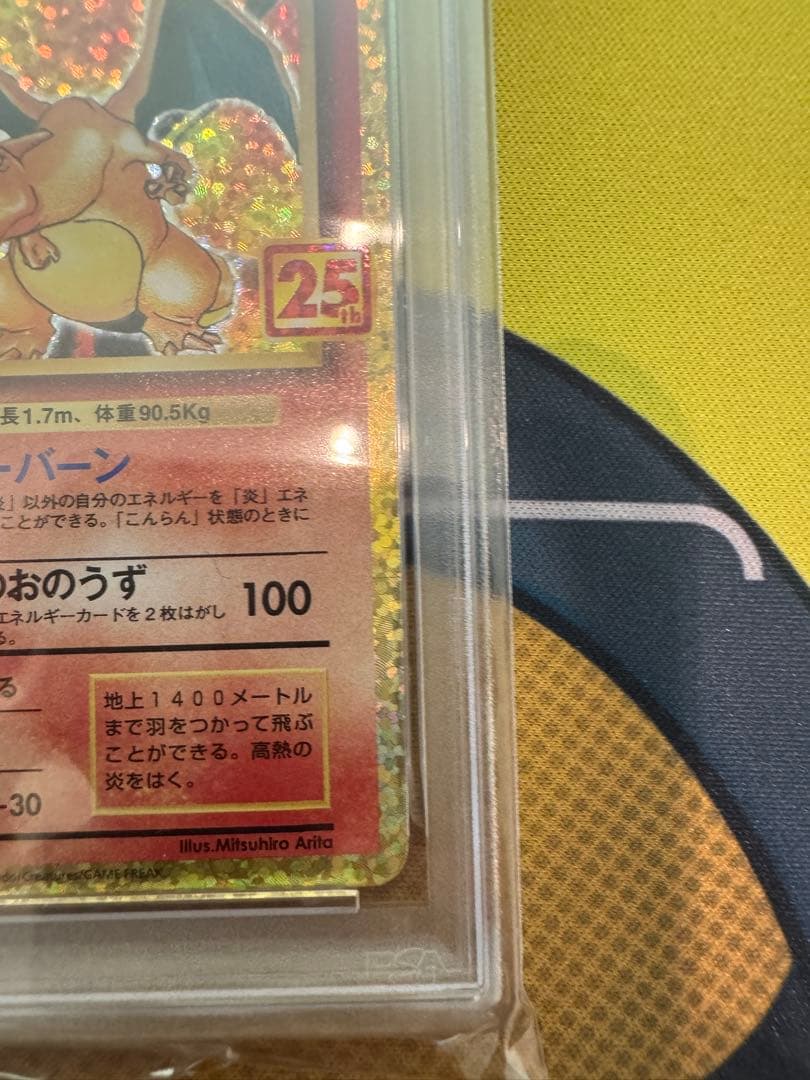 25th
長1.7m、体重90.5Kg
ーバーン
炎」以外の自分のエネルギーを「炎」エネ
ことができる。「こんらん」状態のときに
のおのうず 100
エネルギーカードを2枚はがし
る。
る
地上1400メートル
まで羽をつかって飛ぶ
ことができる。高熱の
炎をはく。
-30
Illus.Mitsuhiro Arita
Creatures/GAME FREAK
PSA